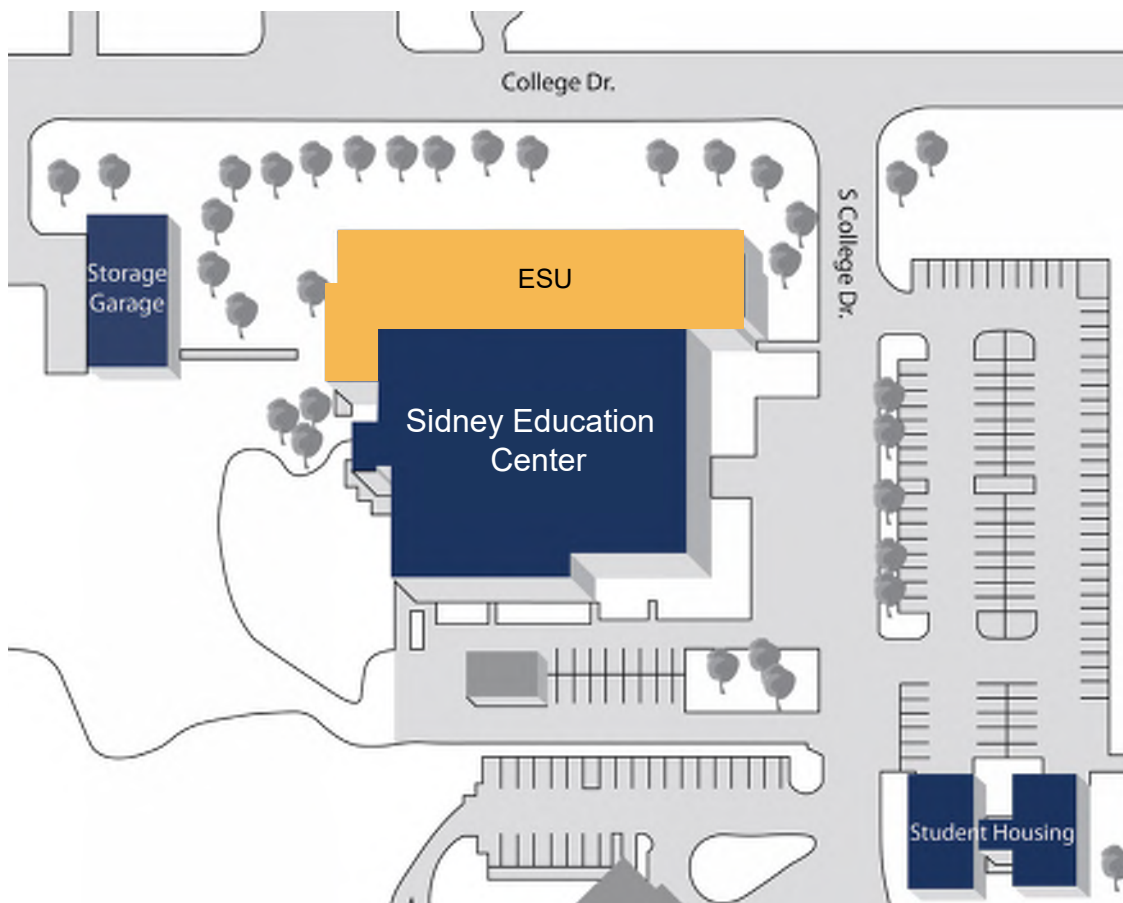 College Dr.
S College Dr.
Storage
Garage
ESU
Sidney Education
Center
Student Housing